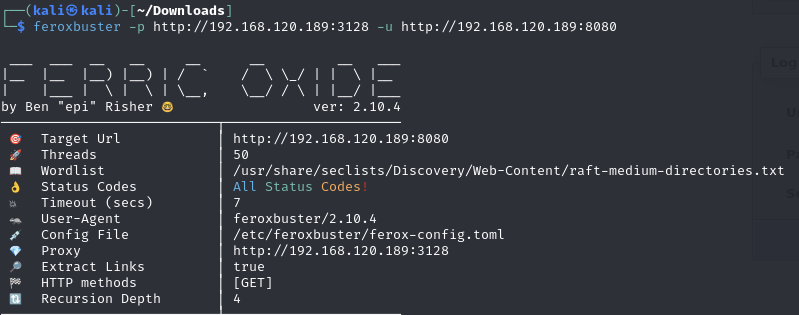 (kali㉿kali)-[~/Downloads]
$ feroxbuster -p http://192.168.120.189:3128 -u http://192.168.120.189:8080
FERRIC OXIDE
by Ben "epi" Risher 🤓 ver: 2.10.4
🎯 Target Url http://192.168.120.189:8080
🚀 Threads 50
📖 Wordlist /usr/share/seclists/Discovery/Web-Content/raft-medium-directories.txt
👌 Status Codes All Status Codes!
💥 Timeout (secs) 7
🦡 User-Agent feroxbuster/2.10.4
💉 Config File /etc/feroxbuster/ferox-config.toml
💎 Proxy http://192.168.120.189:3128
🔎 Extract Links true
🏁 HTTP methods [GET]
🔃 Recursion Depth 4
Log